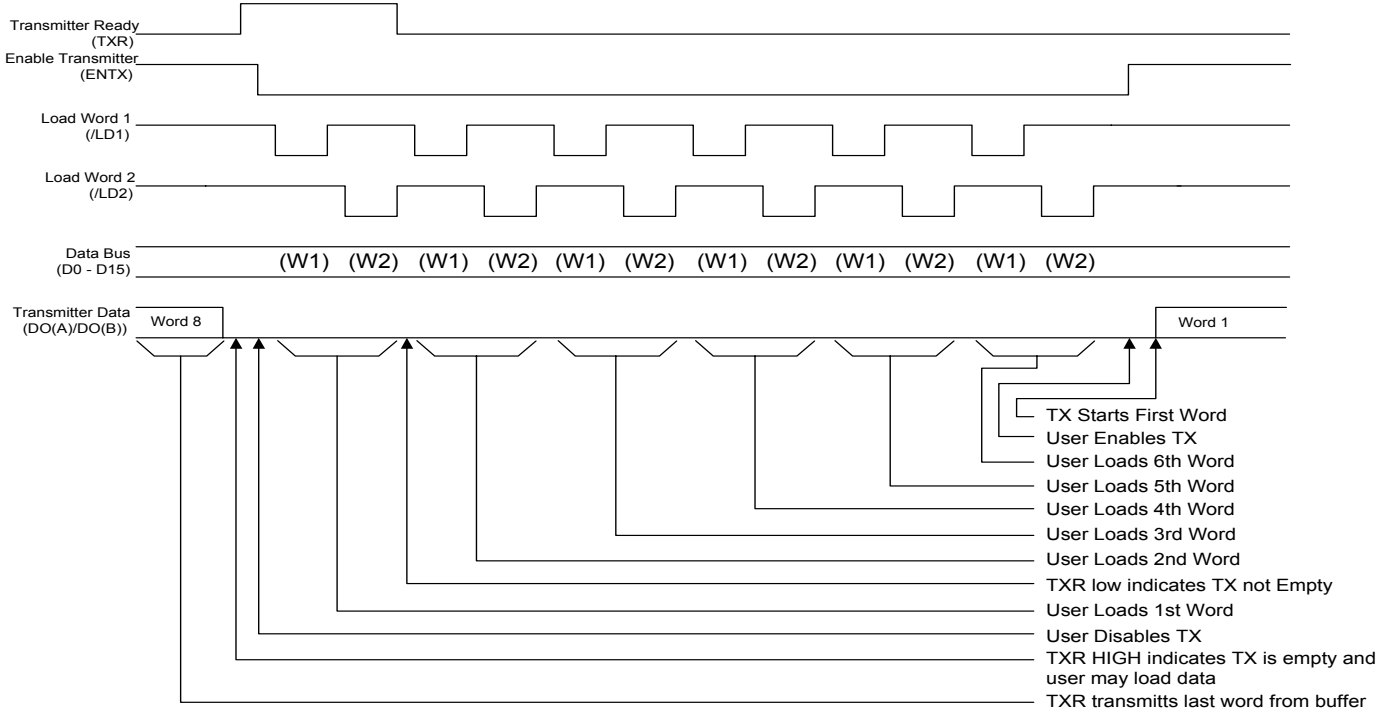 Transmitter Ready
(TXR)
Enable Transmitter
(ENTX)
Load Word 1
(/LD1)
Load Word 2
(/LD2)
Data Bus
(D0 - D15)
(W1) (W2) (W1) (W2) (W1) (W2) (W1) (W2) (W1) (W2) (W1) (W2)
Transmitter Data
(DO(A)/DO(B))
Word 8
Word 1
TX Starts First Word
User Enables TX
User Loads 6th Word
User Loads 5th Word
User Loads 4th Word
User Loads 3rd Word
User Loads 2nd Word
TXR low indicates TX not Empty
User Loads 1st Word
User Disables TX
TXR HIGH indicates TX is empty and
user may load data
TXR transmitts last word from buffer